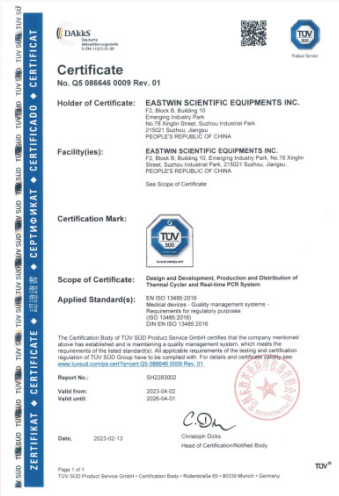 DAkkS
Deutsche
Akkreditierungsstelle
D-ZM-11321-01-00
TÜV
SÜD
Product Service
Certificate
No. Q5 086646 0009 Rev. 01
Holder of Certificate: EASTWIN SCIENTIFIC EQUIPMENTS INC.
F2, Block B, Building 10
Emerging Industry Park
No.78 Xinglin Street, Suzhou Industrial Park
215021 Suzhou, Jiangsu
PEOPLE'S REPUBLIC OF CHINA
Facility(ies): EASTWIN SCIENTIFIC EQUIPMENTS INC.
F2, Block B, Building 10, Emerging Industry Park, No.78 Xinglin
Street, Suzhou Industrial Park, 215021 Suzhou, Jiangsu,
PEOPLE'S REPUBLIC OF CHINA
See Scope of Certificate
Certification Mark:
TÜV
SÜD
Scope of Certificate: Design and Development, Production and Distribution of
Thermal Cycler and Real-time PCR System
Applied Standard(s): EN ISO 13485:2016
Medical devices - Quality management systems -
Requirements for regulatory purposes
(ISO 13485:2016)
DIN EN ISO 13485:2016
The Certification Body of TÜV SÜD Product Service GmbH certifies that the company mentioned
above has established and is maintaining a quality management system, which meets the
requirements of the listed standard(s). All applicable requirements of the testing and certification
regulation of TÜV SÜD Group have to be complied with. For details and certificate validity see:
www.tuvsud.com/ps-cert?q=cert:Q5 086646 0009 Rev. 01
Report No.: SH2283002
Valid from: 2023-04-02
Valid until: 2026-04-01
Date, 2023-02-13
Christoph Dicks
Head of Certification/Notified Body
Page 1 of 1
TÜV SÜD Product Service GmbH • Certification Body • Ridlerstraße 65 • 80339 Munich • Germany
TÜV®
ZERTIFIKAT ◆ CERTIFICATE ◆ 認證證書 ◆ СЕРТИФИКАТ ◆ CERTIFICADO ◆ CERTIFICAT